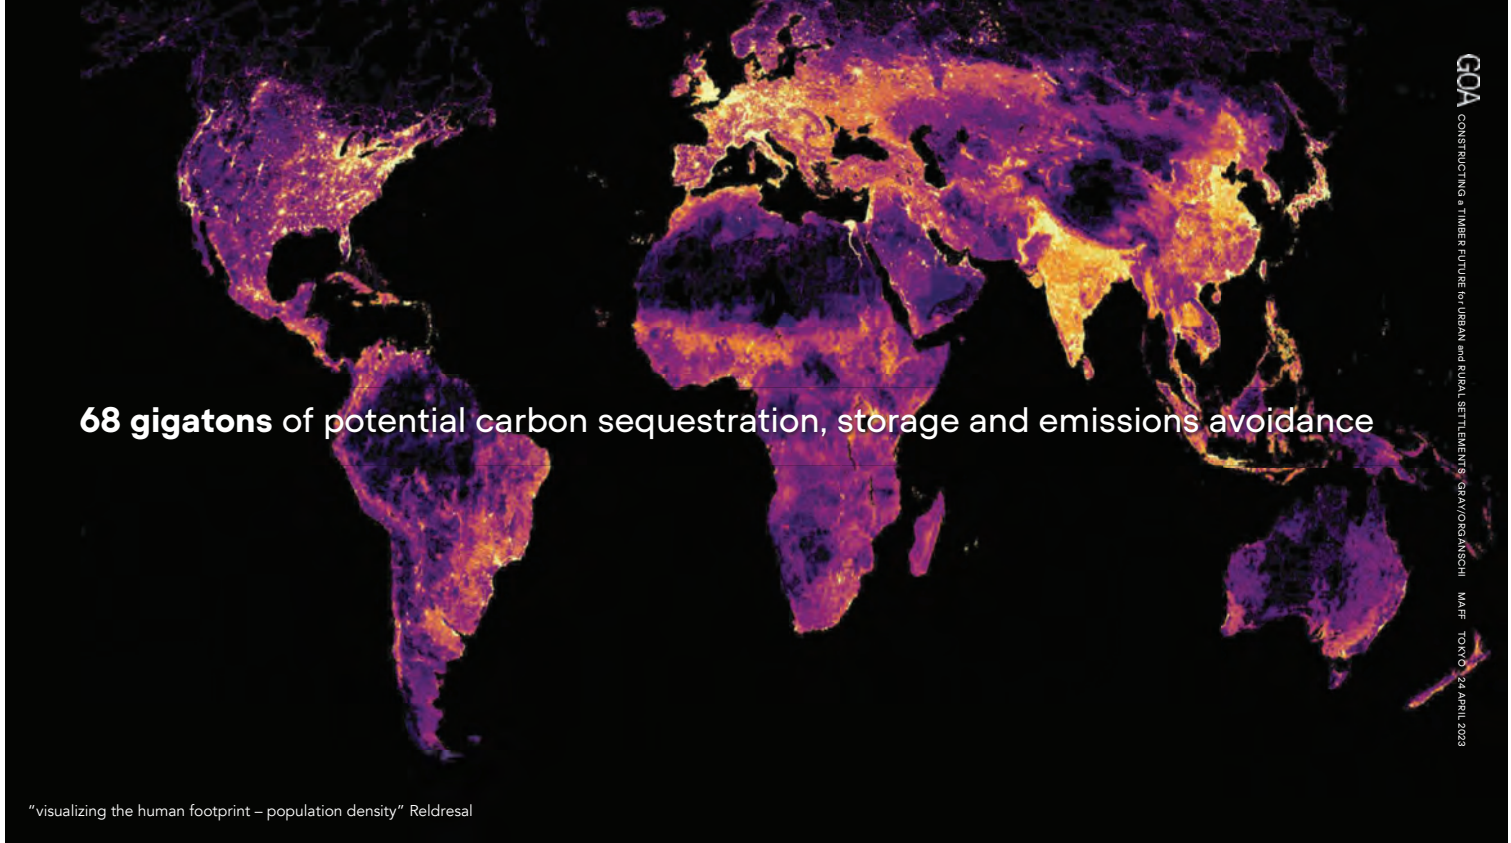 68 gigatons of potential carbon sequestration, storage and emissions avoidance
GOA CONSTRUCTING a TIMBER FUTURE for URBAN and RURAL SETTLEMENTS: GRAY/ORGANSCHI MAFF TOKYO 24 APRIL 2023
“visualizing the human footprint – population density” Reldresal